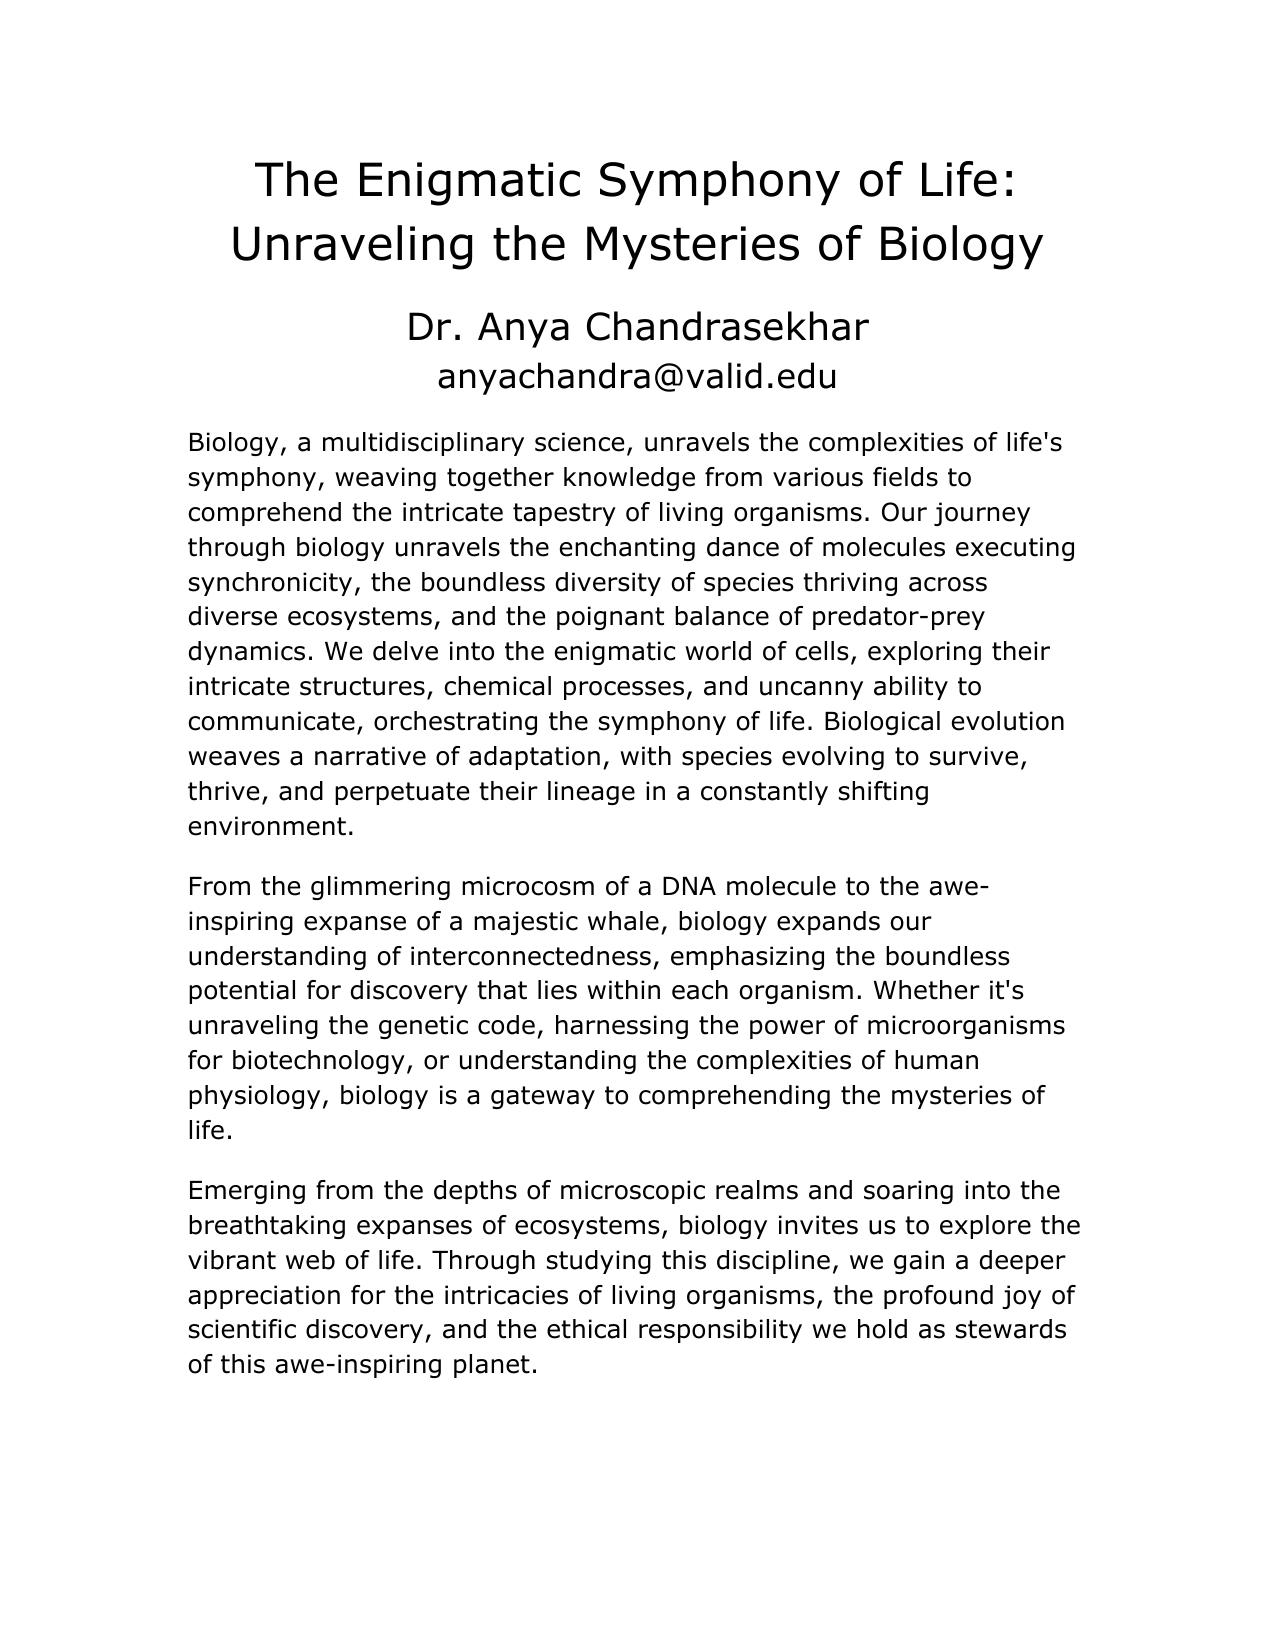 The Enigmatic Symphony of Life:
Unraveling the Mysteries of Biology
Dr. Anya Chandrasekhar
anyachandra@valid.edu
Biology, a multidisciplinary science, unravels the complexities of life's
symphony, weaving together knowledge from various fields to
comprehend the intricate tapestry of living organisms. Our journey
through biology unravels the enchanting dance of molecules executing
synchronicity, the boundless diversity of species thriving across
diverse ecosystems, and the poignant balance of predator-prey
dynamics. We delve into the enigmatic world of cells, exploring their
intricate structures, chemical processes, and uncanny ability to
communicate, orchestrating the symphony of life. Biological evolution
weaves a narrative of adaptation, with species evolving to survive,
thrive, and perpetuate their lineage in a constantly shifting
environment.
From the glimmering microcosm of a DNA molecule to the awe-
inspiring expanse of a majestic whale, biology expands our
understanding of interconnectedness, emphasizing the boundless
potential for discovery that lies within each organism. Whether it's
unraveling the genetic code, harnessing the power of microorganisms
for biotechnology, or understanding the complexities of human
physiology, biology is a gateway to comprehending the mysteries of
life.
Emerging from the depths of microscopic realms and soaring into the
breathtaking expanses of ecosystems, biology invites us to explore the
vibrant web of life. Through studying this discipline, we gain a deeper
appreciation for the intricacies of living organisms, the profound joy of
scientific discovery, and the ethical responsibility we hold as stewards
of this awe-inspiring planet.